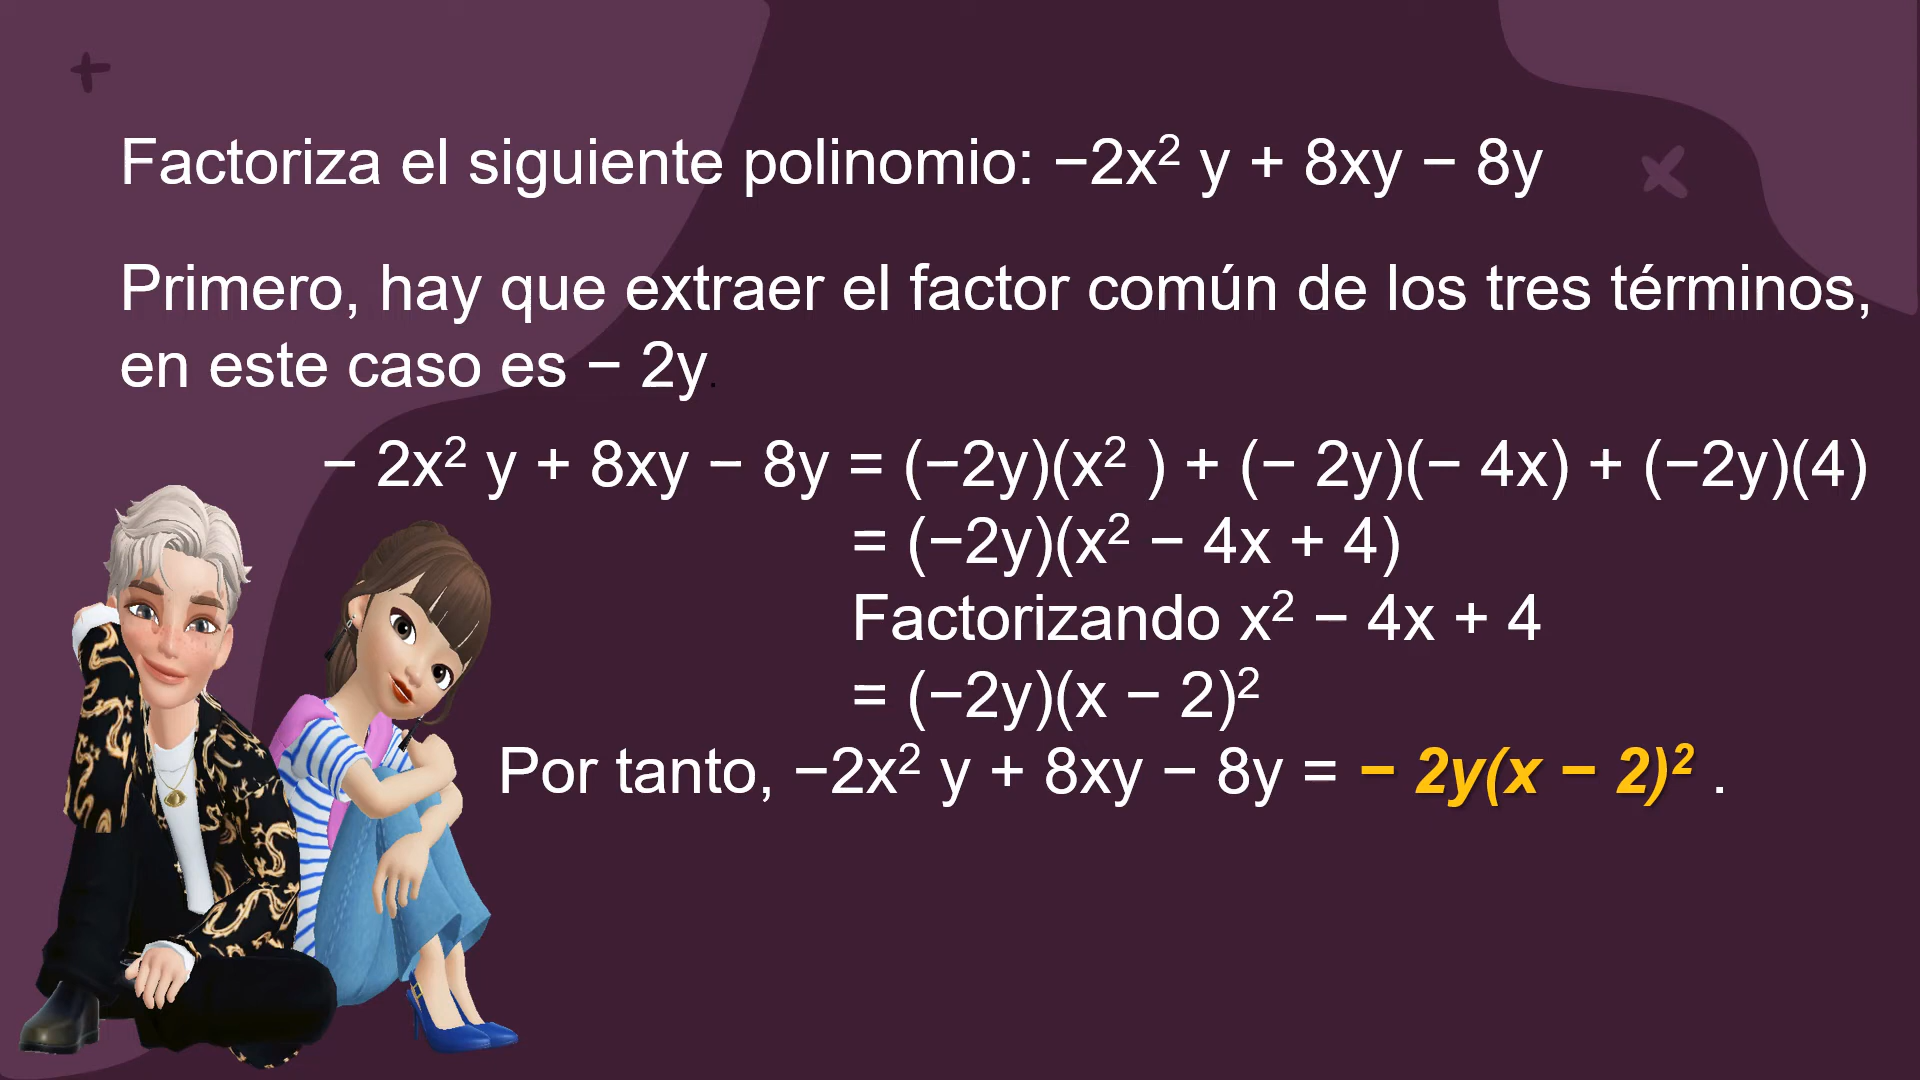 Factoriza el siguiente polinomio: −2x² y + 8xy − 8y
Primero, hay que extraer el factor común de los tres términos,
en este caso es − 2y.
− 2x² y + 8xy − 8y = (−2y)(x² ) + (− 2y)(− 4x) + (−2y)(4)
= (−2y)(x² − 4x + 4)
Factorizando x² − 4x + 4
= (−2y)(x − 2)²
Por tanto, −2x² y + 8xy − 8y = − 2y(x − 2)² .